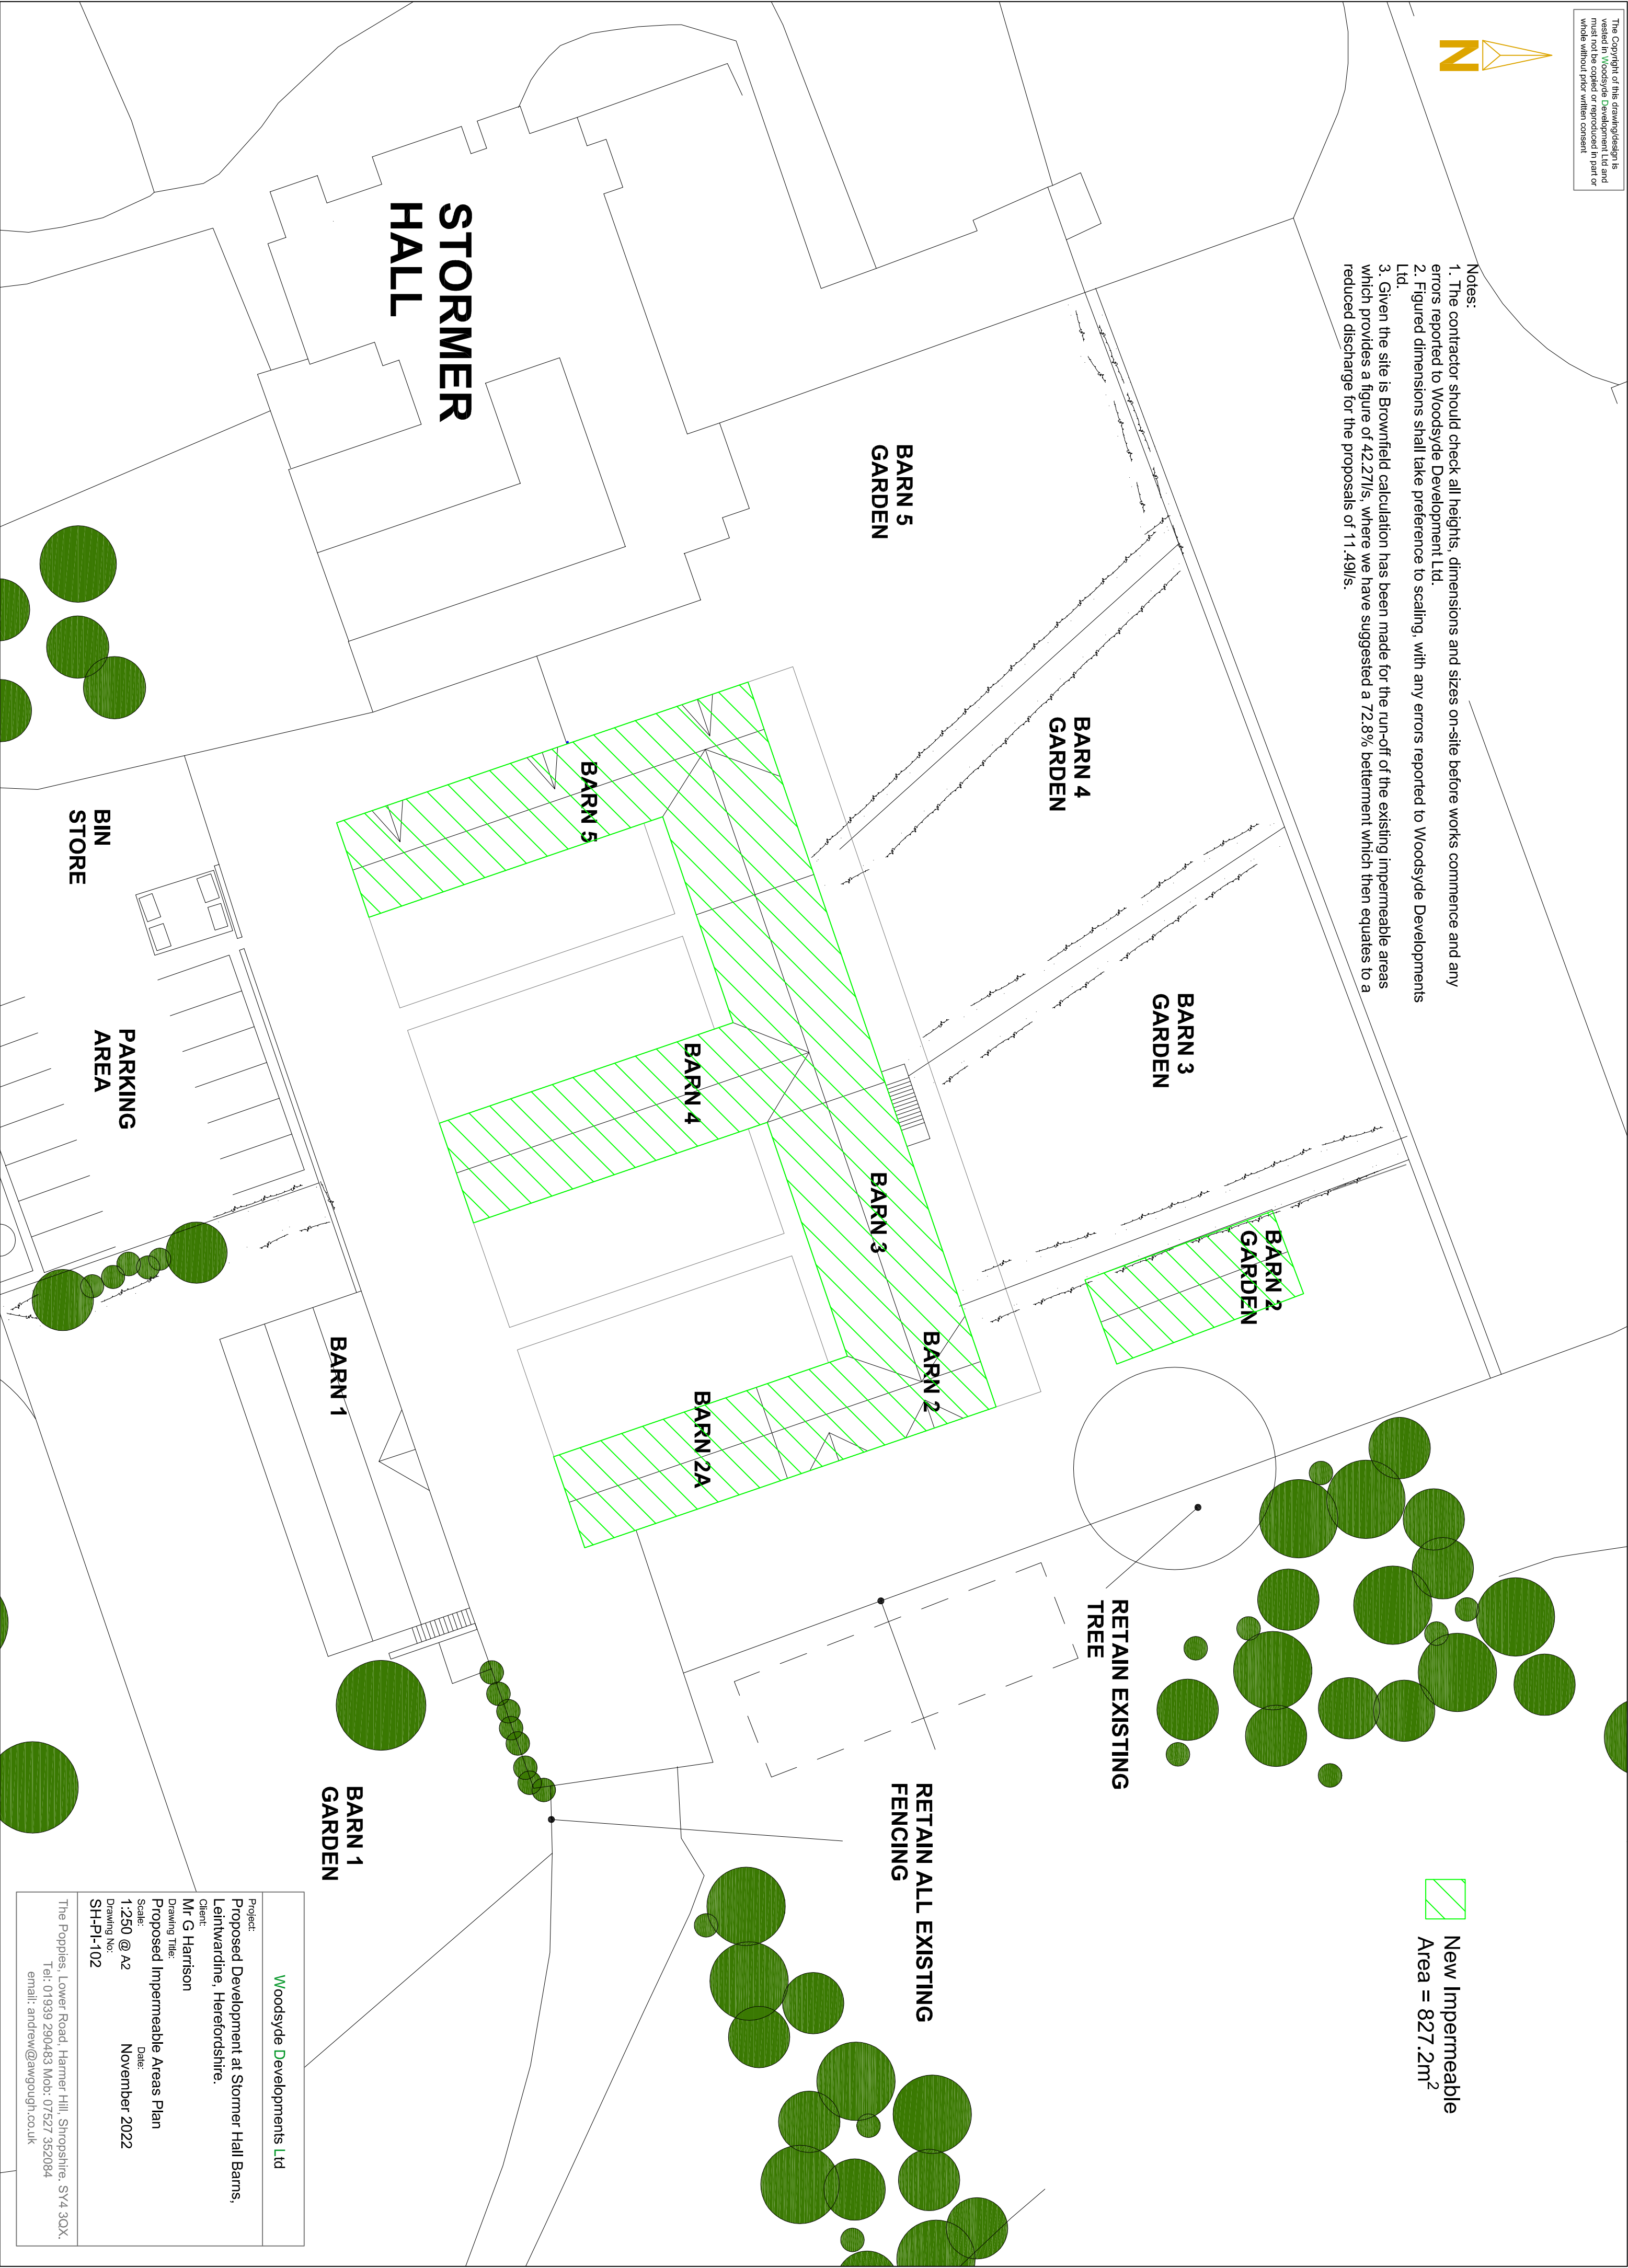 The Copyright of this drawing/design is
vested in Woodsyde Development Ltd and
must not be copied or reproduced in part or
whole without prior written consent
N
Notes:
1. The contractor should check all heights, dimensions and sizes on-site before works commence and any
errors reported to Woodsyde Development Ltd.
2. Figured dimensions shall take preference to scaling, with any errors reported to Woodsyde Developments
Ltd.
3. Given the site is Brownfield calculation has been made for the run-off of the existing impermeable areas
which provides a figure of 42.27l/s, where we have suggested a 72.8% betterment which then equates to a
reduced discharge for the proposals of 11.49l/s.
New Impermeable
Area = 827.2m²
STORMER
HALL
BARN 5
GARDEN
BARN 4
GARDEN
BARN 3
GARDEN
BARN 2
GARDEN
BARN 5
BARN 4
BARN 3
BARN 2
BARN 2A
BARN 1
RETAIN EXISTING
TREE
RETAIN ALL EXISTING
FENCING
BIN
STORE
PARKING
AREA
BARN 1
GARDEN
Woodsyde Developments Ltd
Project:
Proposed Development at Stormer Hall Barns,
Leintwardine, Herefordshire.
Client:
Mr G Harrison
Drawing Title:
Proposed Impermeable Areas Plan
Scale: Date:
1:250 @ A2 November 2022
Drawing No:
SH-PI-102
The Poppies, Lower Road, Harmer Hill, Shropshire. SY4 3QX.
Tel: 01939 290483 Mob: 07527 352084
email: andrew@awgough.co.uk